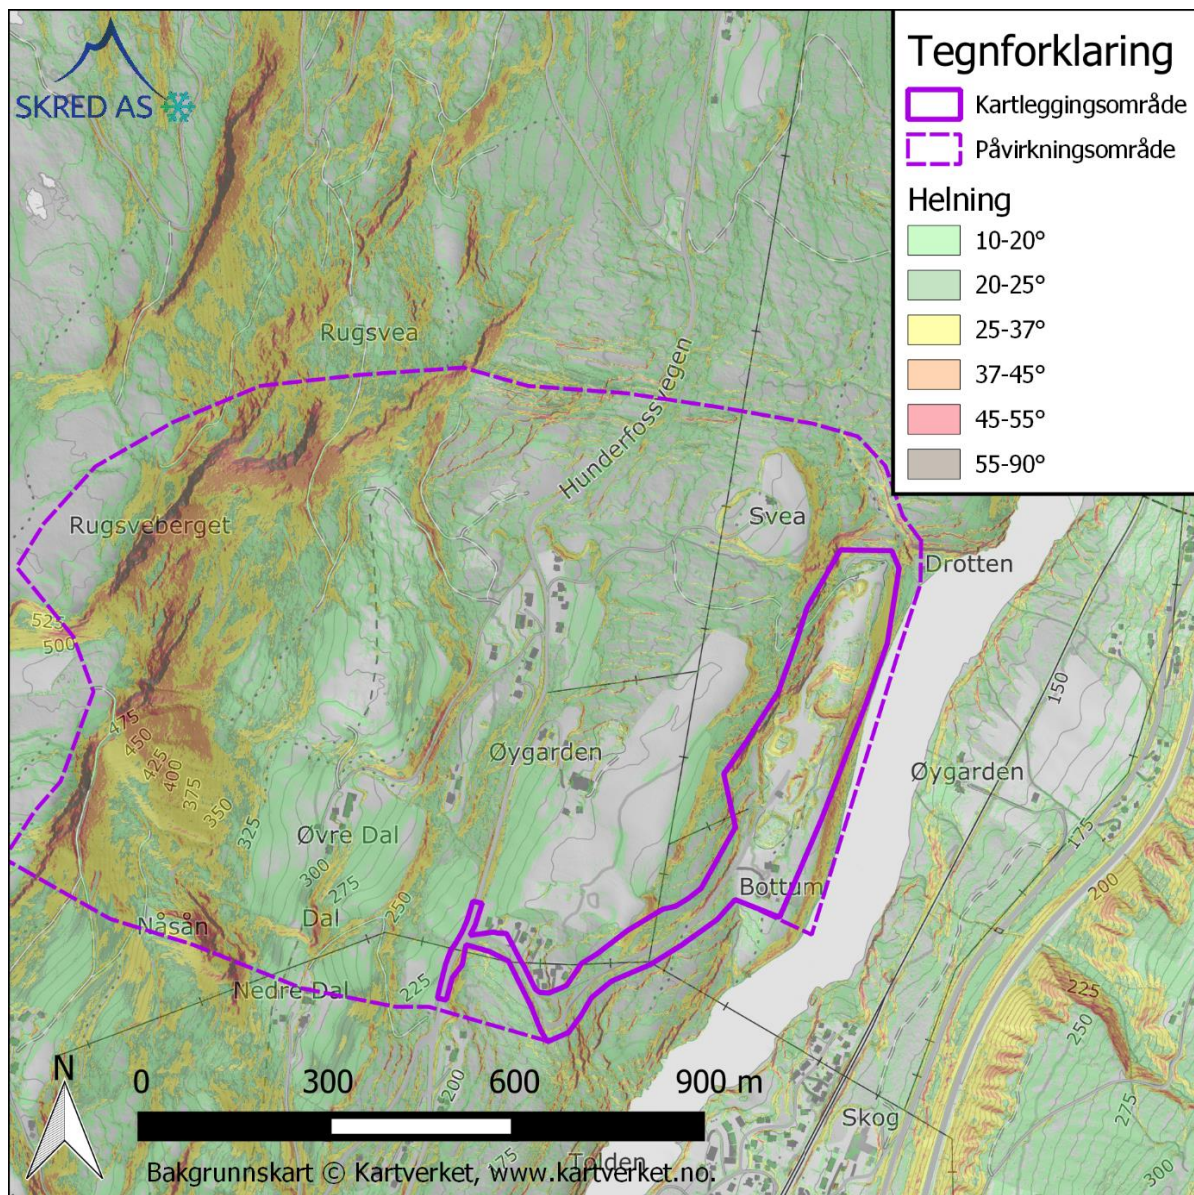 SKRED AS
Tegnforklaring
Kartleggingsområde
Påvirkningsområde
Helning
10-20°
20-25°
25-37°
37-45°
45-55°
55-90°
Rugsvea
Hunderfossvegen
Rugsveberget
Svea
Drotten
525
500
150
475
450
425
400
375
350
325
Øygarden
Øygarden
175
Øvre Dal
300
275
250
Dal
Bottum
200
Nåsån
Nedre Dal
225
225
250
200
275
Skog
N
0 300 600 900 m
Tolden
175
300
Bakgrunnskart © Kartverket, www.kartverket.no.